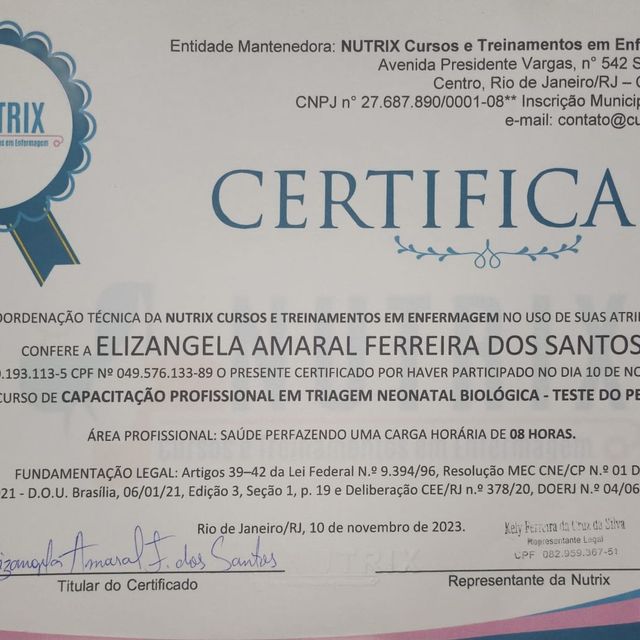 Entidade Mantenedora: NUTRIX Cursos e Treinamentos em Enf
Avenida Presidente Vargas, n° 542 S
Centro, Rio de Janeiro/RJ –
CNPJ n° 27.687.890/0001-08** Inscrição Municip
e-mail: contato@cu
TRIX
os em Enfermagem
CERTIFICA
OORDENAÇÃO TÉCNICA DA NUTRIX CURSOS E TREINAMENTOS EM ENFERMAGEM NO USO DE SUAS ATRI
CONFERE A ELIZANGELA AMARAL FERREIRA DOS SANTOS
.193.113-5 CPF Nº 049.576.133-89 O PRESENTE CERTIFICADO POR HAVER PARTICIPADO NO DIA 10 DE NO
CURSO DE CAPACITAÇÃO PROFISSIONAL EM TRIAGEM NEONATAL BIOLÓGICA - TESTE DO PE
ÁREA PROFISSIONAL: SAÚDE PERFAZENDO UMA CARGA HORÁRIA DE 08 HORAS.
FUNDAMENTAÇÃO LEGAL: Artigos 39–42 da Lei Federal N.º 9.394/96, Resolução MEC CNE/CP N.º 01 D
21 - D.O.U. Brasília, 06/01/21, Edição 3, Seção 1, p. 19 e Deliberação CEE/RJ n.º 378/20, DOERJ N.º 04/06
Rio de Janeiro/RJ, 10 de novembro de 2023.
Kely Ferreira da Cruz da Silva
Representante Legal
CPF 082.959.367-51
izangela Amaral F. dos Santos
Titular do Certificado
Representante da Nutrix